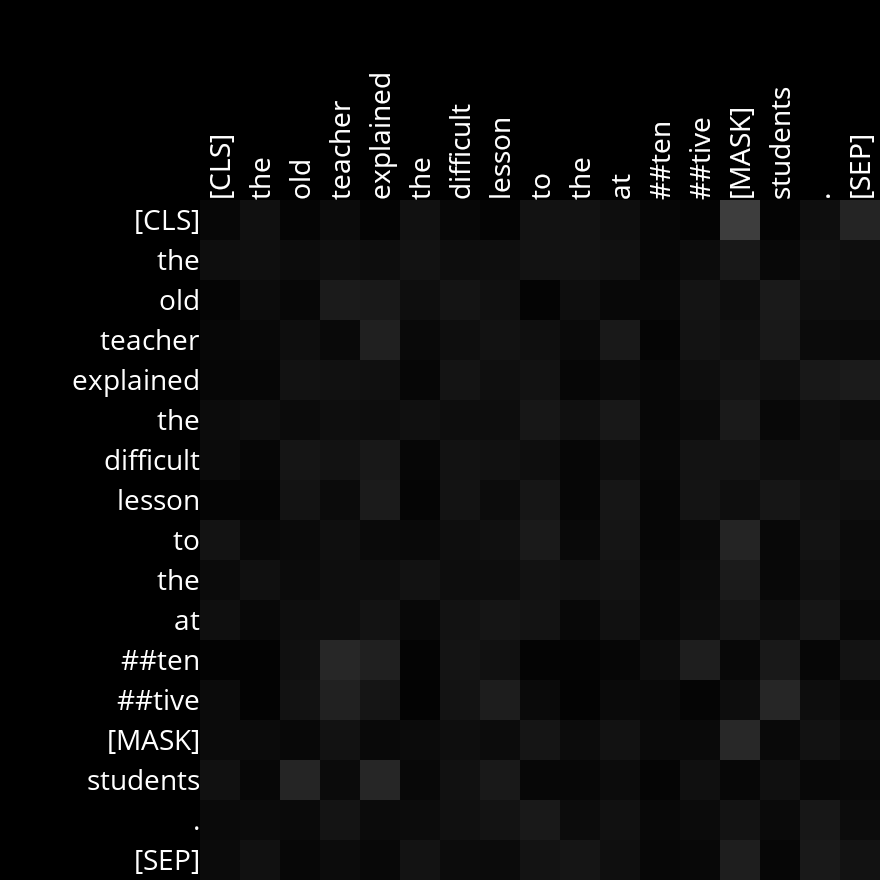 [CLS]
the
old
teacher
explained
the
difficult
lesson
to
the
at
##ten
##tive
[MASK]
students
.
[SEP]
[CLS]
the
old
teacher
explained
the
difficult
lesson
to
the
at
##ten
##tive
[MASK]
students
.
[SEP]